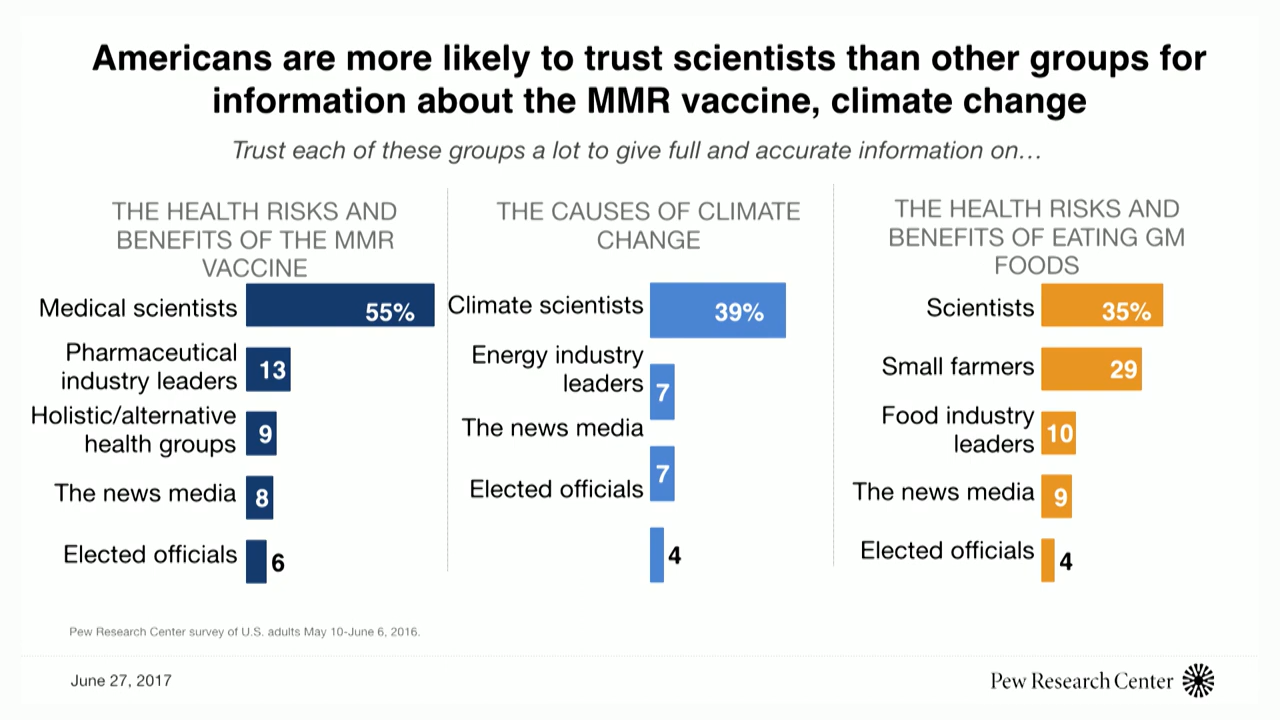 Americans are more likely to trust scientists than other groups for
information about the MMR vaccine, climate change
Trust each of these groups a lot to give full and accurate information on…
THE HEALTH RISKS AND
BENEFITS OF THE MMR
VACCINE
Medical scientists 55%
Pharmaceutical
industry leaders 13
Holistic/alternative
health groups 9
The news media 8
Elected officials 6
THE CAUSES OF CLIMATE
CHANGE
Climate scientists 39%
Energy industry
leaders 7
The news media 7
Elected officials 4
THE HEALTH RISKS AND
BENEFITS OF EATING GM
FOODS
Scientists 35%
Small farmers 29
Food industry
leaders 10
The news media 9
Elected officials 4
Pew Research Center survey of U.S. adults May 10-June 6, 2016.
June 27, 2017
Pew Research Center